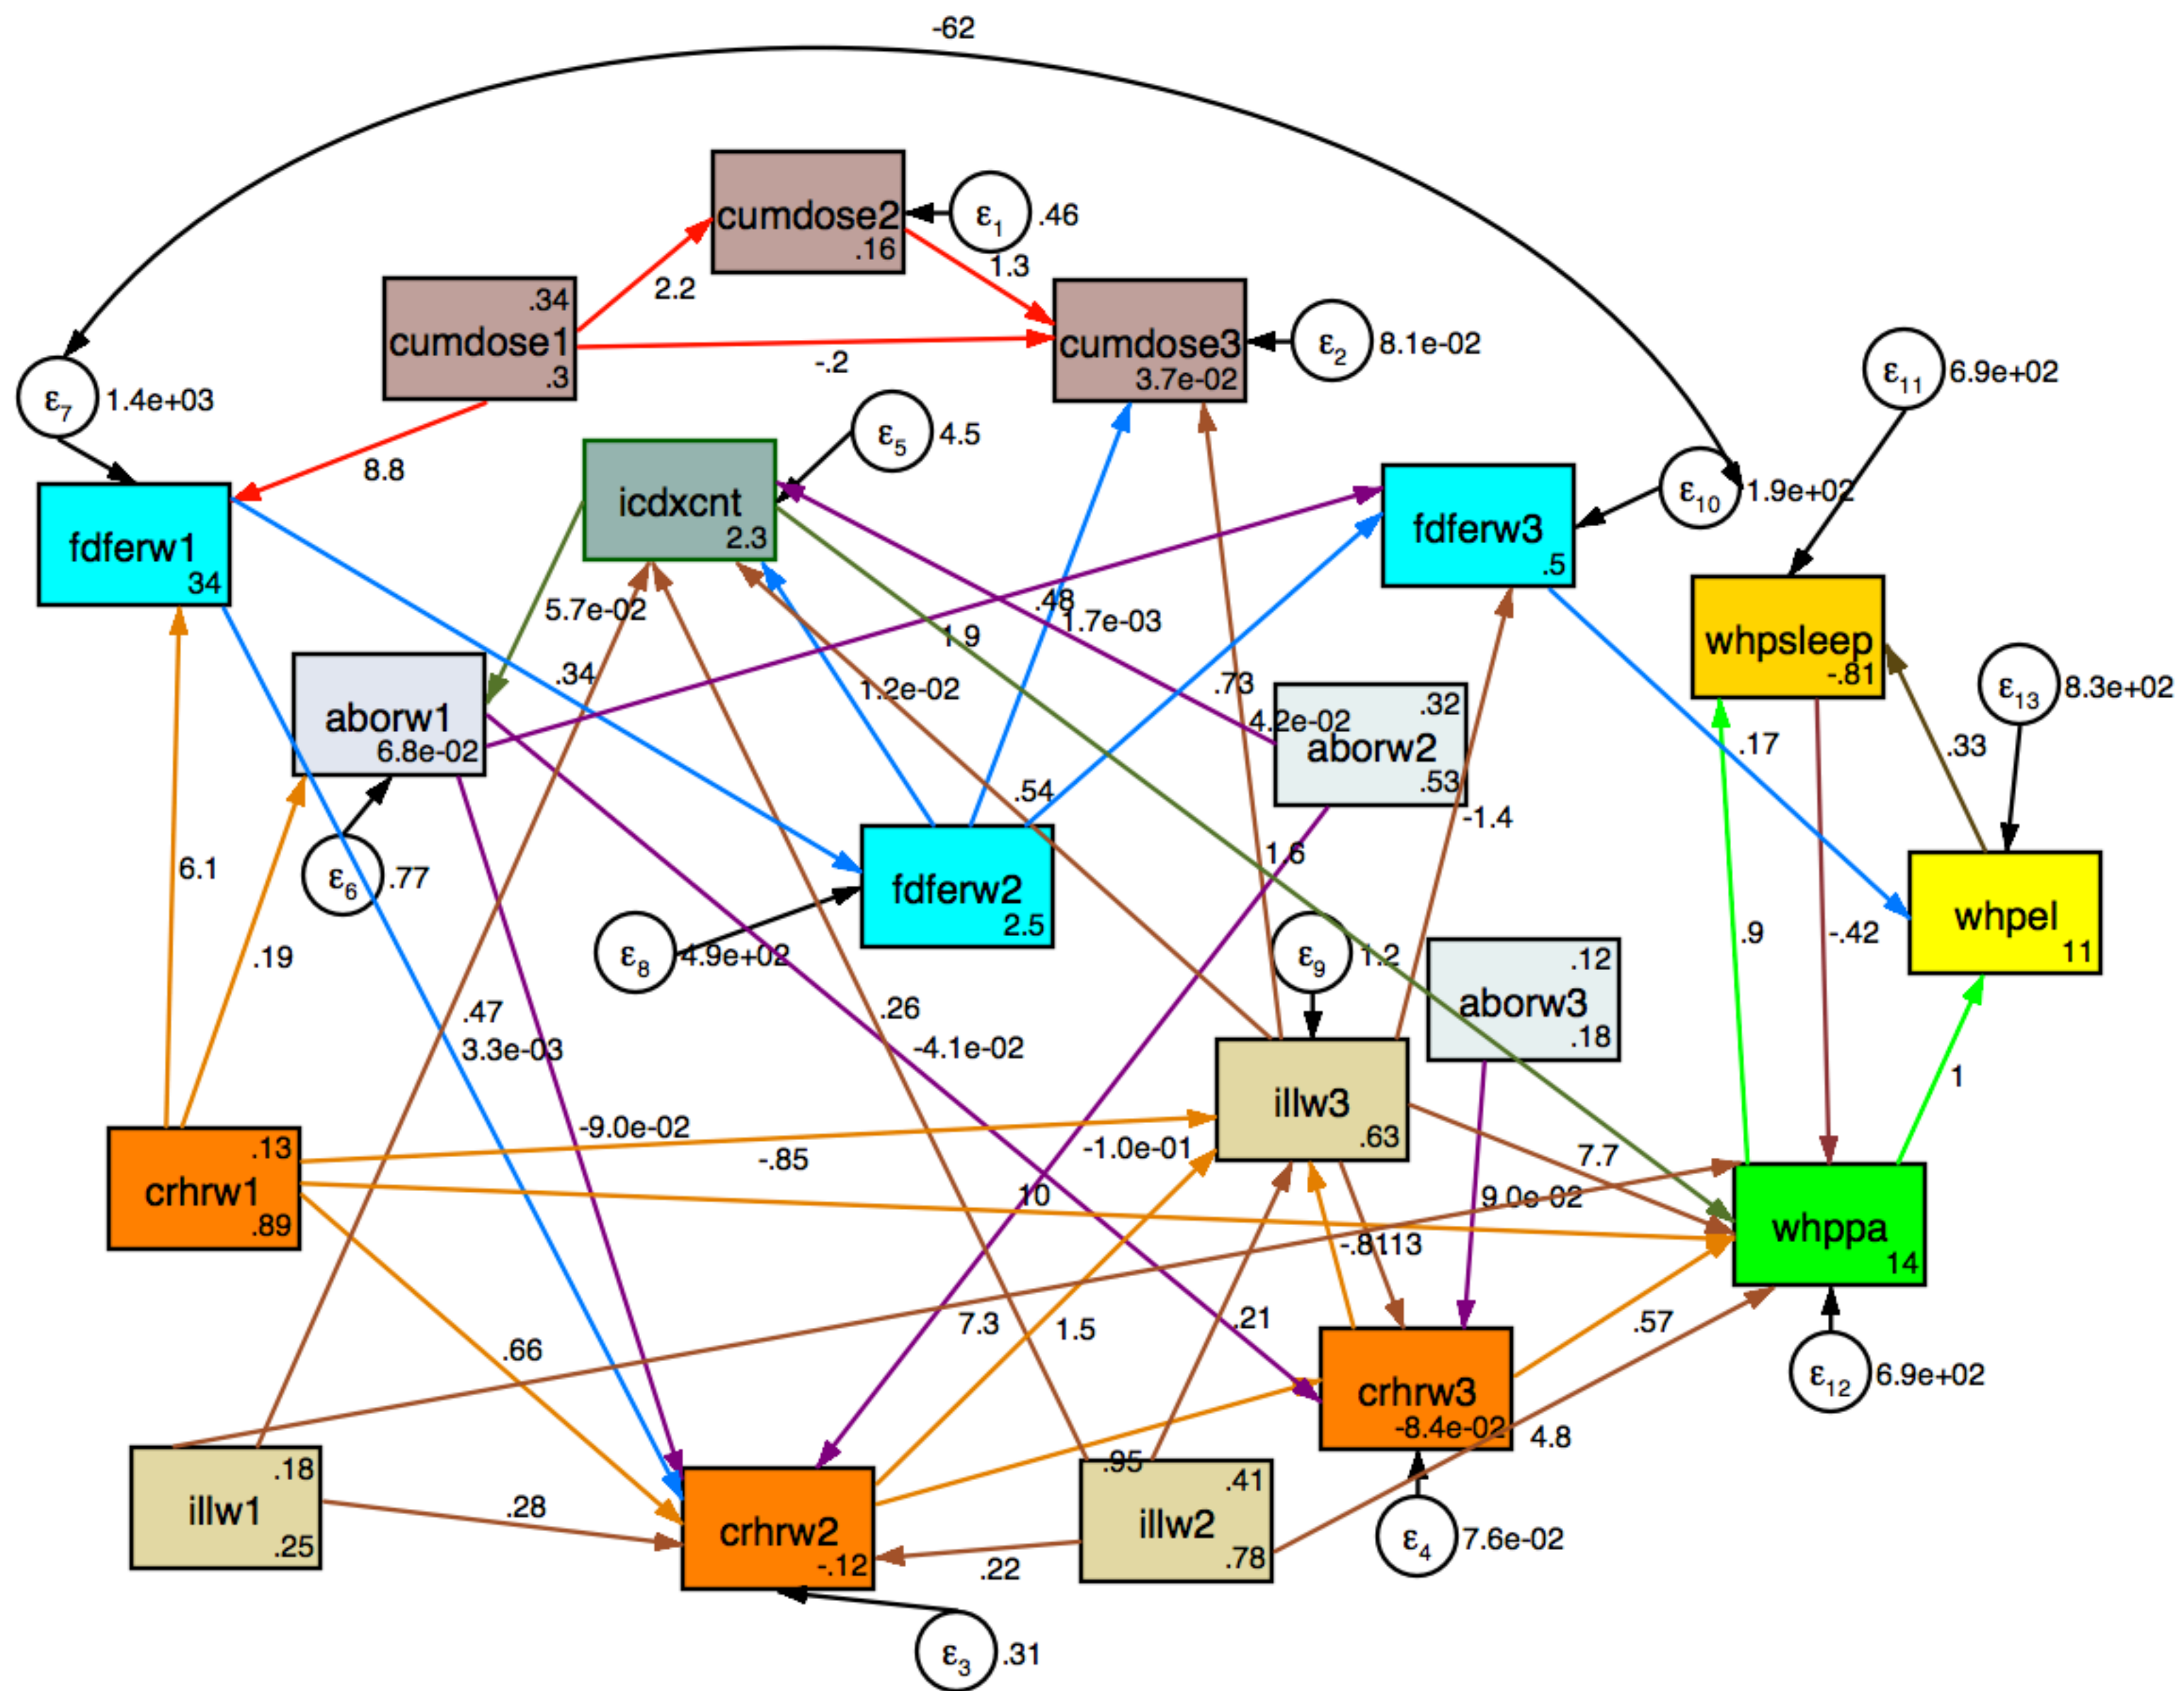 -62
cumdose2
.16
ε1
.46
1.3
2.2
.34
cumdose1
.3
-.2
cumdose3
3.7e-02
ε2
8.1e-02
ε11
6.9e+02
ε7
1.4e+03
8.8
ε5
4.5
icdxcnt
2.3
fdferw1
34
fdferw3
.5
ε10
1.9e+02
whpsleep
-.81
5.7e-02
.48
1.7e-03
1.9
.34
1.2e-02
.73
4.2e-02
.32
aborw2
.53
aborw1
6.8e-02
ε13
8.3e+02
.17
.33
.54
-1.4
1.6
6.1
ε6
.77
fdferw2
2.5
ε8
4.9e+02
ε9
1.2
.12
aborw3
.18
.9
-.42
whpel
11
.19
.47
3.3e-03
.26
-4.1e-02
1
illw3
.63
-9.0e-02
-.85
-1.0e-01
7.7
9.0e-02
10
.13
crhrw1
.89
whppa
14
-.8113
7.3
1.5
.21
.57
.66
ε12
6.9e+02
crhrw3
-8.4e-02
4.8
.95
.18
illw1
.25
.28
crhrw2
-.12
.22
.41
illw2
.78
ε4
7.6e-02
ε3
.31